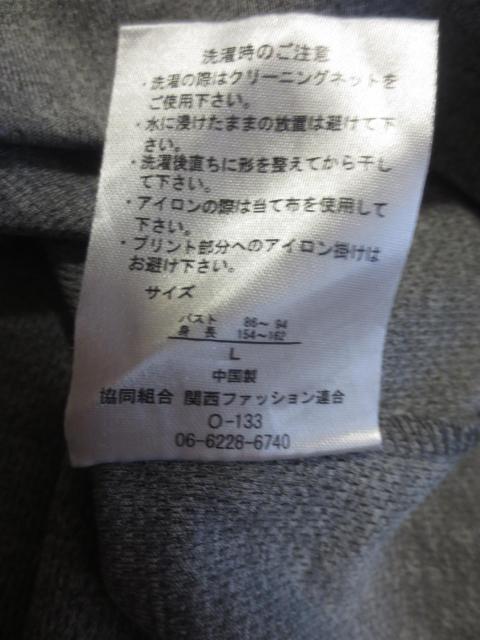 洗濯時のご注意
・洗濯の際はクリーニングネットを
ご使用下さい。
・水に浸けたままの放置は避けて下
さい。
・洗濯後直ちに形を整えてから干し
て下さい。
・アイロンの際は当て布を使用して
下さい。
・プリント部分へのアイロン掛けは
お避け下さい。
サイズ
バスト 86～94
身長 154～162
L
中国製
協同組合 関西ファッション連合
O-133
06-6228-6740